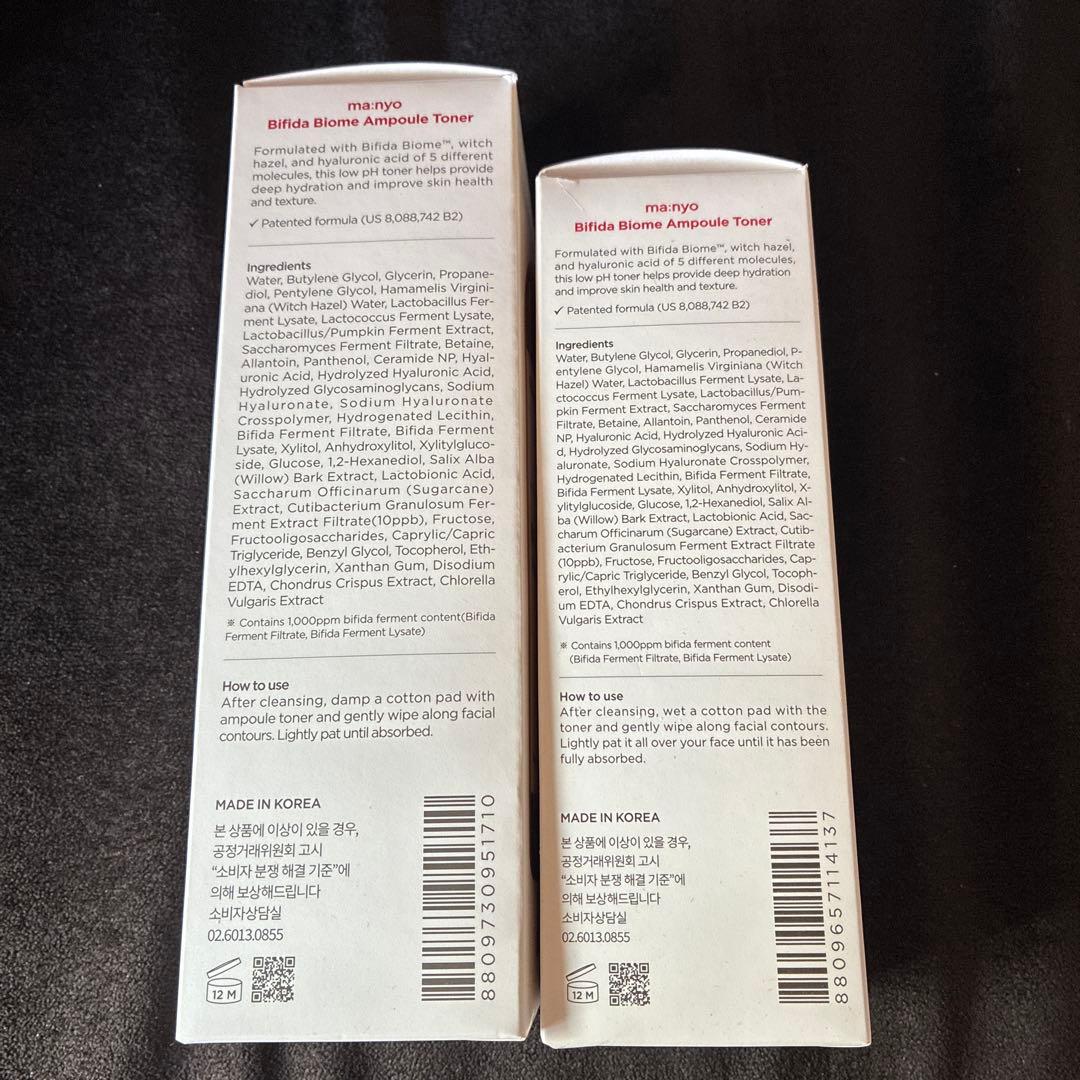 ma:nyo
Bifida Biome Ampoule Toner
Formulated with Bifida Biome™, witch
hazel, and hyaluronic acid of 5 different
molecules, this low pH toner helps provide
deep hydration and improve skin health
and texture.
✓ Patented formula (US 8,088,742 B2)
Ingredients
Water, Butylene Glycol, Glycerin, Propane-
diol, Pentylene Glycol, Hamamelis Virgini-
ana (Witch Hazel) Water, Lactobacillus Fer-
ment Lysate, Lactococcus Ferment Lysate,
Lactobacillus/Pumpkin Ferment Extract,
Saccharomyces Ferment Filtrate, Betaine,
Allantoin, Panthenol, Ceramide NP, Hyal-
uronic Acid, Hydrolyzed Hyaluronic Acid,
Hydrolyzed Glycosaminoglycans, Sodium
Hyaluronate, Sodium Hyaluronate
Crosspolymer, Hydrogenated Lecithin,
Bifida Ferment Filtrate, Bifida Ferment
Lysate, Xylitol, Anhydroxylitol, Xylitylgluco-
side, Glucose, 1,2-Hexanediol, Salix Alba
(Willow) Bark Extract, Lactobionic Acid,
Saccharum Officinarum (Sugarcane)
Extract, Cutibacterium Granulosum Fer-
ment Extract Filtrate(10ppb), Fructose,
Fructooligosaccharides, Caprylic/Capric
Triglyceride, Benzyl Glycol, Tocopherol, Eth-
ylhexylglycerin, Xanthan Gum, Disodium
EDTA, Chondrus Crispus Extract, Chlorella
Vulgaris Extract
※ Contains 1,000ppm bifida ferment content(Bifida
Ferment Filtrate, Bifida Ferment Lysate)
How to use
After cleansing, damp a cotton pad with
ampoule toner and gently wipe along facial
contours. Lightly pat until absorbed.
MADE IN KOREA
본 상품에 이상이 있을 경우,
공정거래위원회 고시
“소비자 분쟁 해결 기준”에
의해 보상해드립니다
소비자상담실
02.6013.0855
12 M
8809730951710
ma:nyo
Bifida Biome Ampoule Toner
Formulated with Bifida Biome™, witch hazel,
and hyaluronic acid of 5 different molecules,
this low pH toner helps provide deep hydration
and improve skin health and texture.
✓ Patented formula (US 8,088,742 B2)
Ingredients
Water, Butylene Glycol, Glycerin, Propanediol, P-
entylene Glycol, Hamamelis Virginiana (Witch
Hazel) Water, Lactobacillus Ferment Lysate, La-
ctococcus Ferment Lysate, Lactobacillus/Pum-
pkin Ferment Extract, Saccharomyces Ferment
Filtrate, Betaine, Allantoin, Panthenol, Ceramide
NP, Hyaluronic Acid, Hydrolyzed Hyaluronic Aci-
d, Hydrolyzed Glycosaminoglycans, Sodium Hy-
aluronate, Sodium Hyaluronate Crosspolymer,
Hydrogenated Lecithin, Bifida Ferment Filtrate,
Bifida Ferment Lysate, Xylitol, Anhydroxylitol, X-
ylitylglucoside, Glucose, 1,2-Hexanediol, Salix Al-
ba (Willow) Bark Extract, Lactobionic Acid, Sac-
charum Officinarum (Sugarcane) Extract, Cutib-
acterium Granulosum Ferment Extract Filtrate
(10ppb), Fructose, Fructooligosaccharides, Cap-
rylic/Capric Triglyceride, Benzyl Glycol, Tocoph-
erol, Ethylhexylglycerin, Xanthan Gum, Disodi-
um EDTA, Chondrus Crispus Extract, Chlorella
Vulgaris Extract
※ Contains 1,000ppm bifida ferment content
(Bifida Ferment Filtrate, Bifida Ferment Lysate)
How to use
After cleansing, wet a cotton pad with the
toner and gently wipe along facial contours.
Lightly pat it all over your face until it has been
fully absorbed.
MADE IN KOREA
본 상품에 이상이 있을 경우,
공정거래위원회 고시
“소비자 분쟁 해결 기준”에
의해 보상해드립니다
소비자상담실
02.6013.0855
12 M
8809657114137